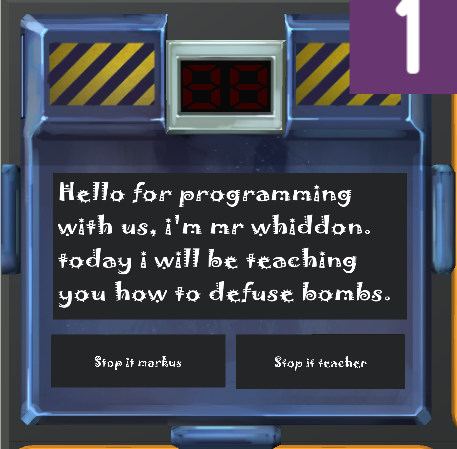 1
Hello for programming
with us, i'm mr whiddon.
today i will be teaching
you how to defuse bombs.
Stop it markus
Stop it teacher